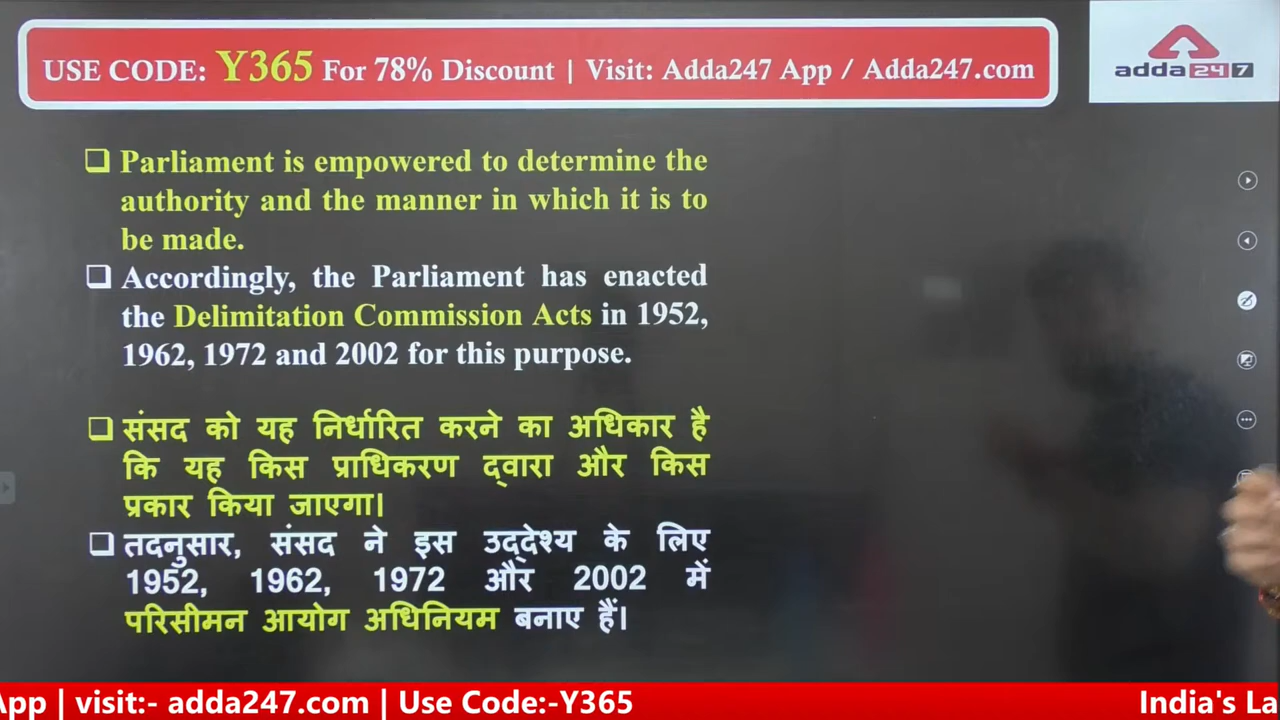 USE CODE: Y365 For 78% Discount | Visit: Adda247 App / Adda247.com
adda247
❑ Parliament is empowered to determine the
authority and the manner in which it is to
be made.
❑ Accordingly, the Parliament has enacted
the Delimitation Commission Acts in 1952,
1962, 1972 and 2002 for this purpose.
❑ संसद को यह निर्धारित करने का अधिकार है
कि यह किस प्राधिकरण द्वारा और किस
प्रकार किया जाएगा।
❑ तदनुसार, संसद ने इस उद्देश्य के लिए
1952, 1962, 1972 और 2002 में
परिसीमन आयोग अधिनियम बनाए हैं।
App | visit:- adda247.com | Use Code:-Y365
India's La